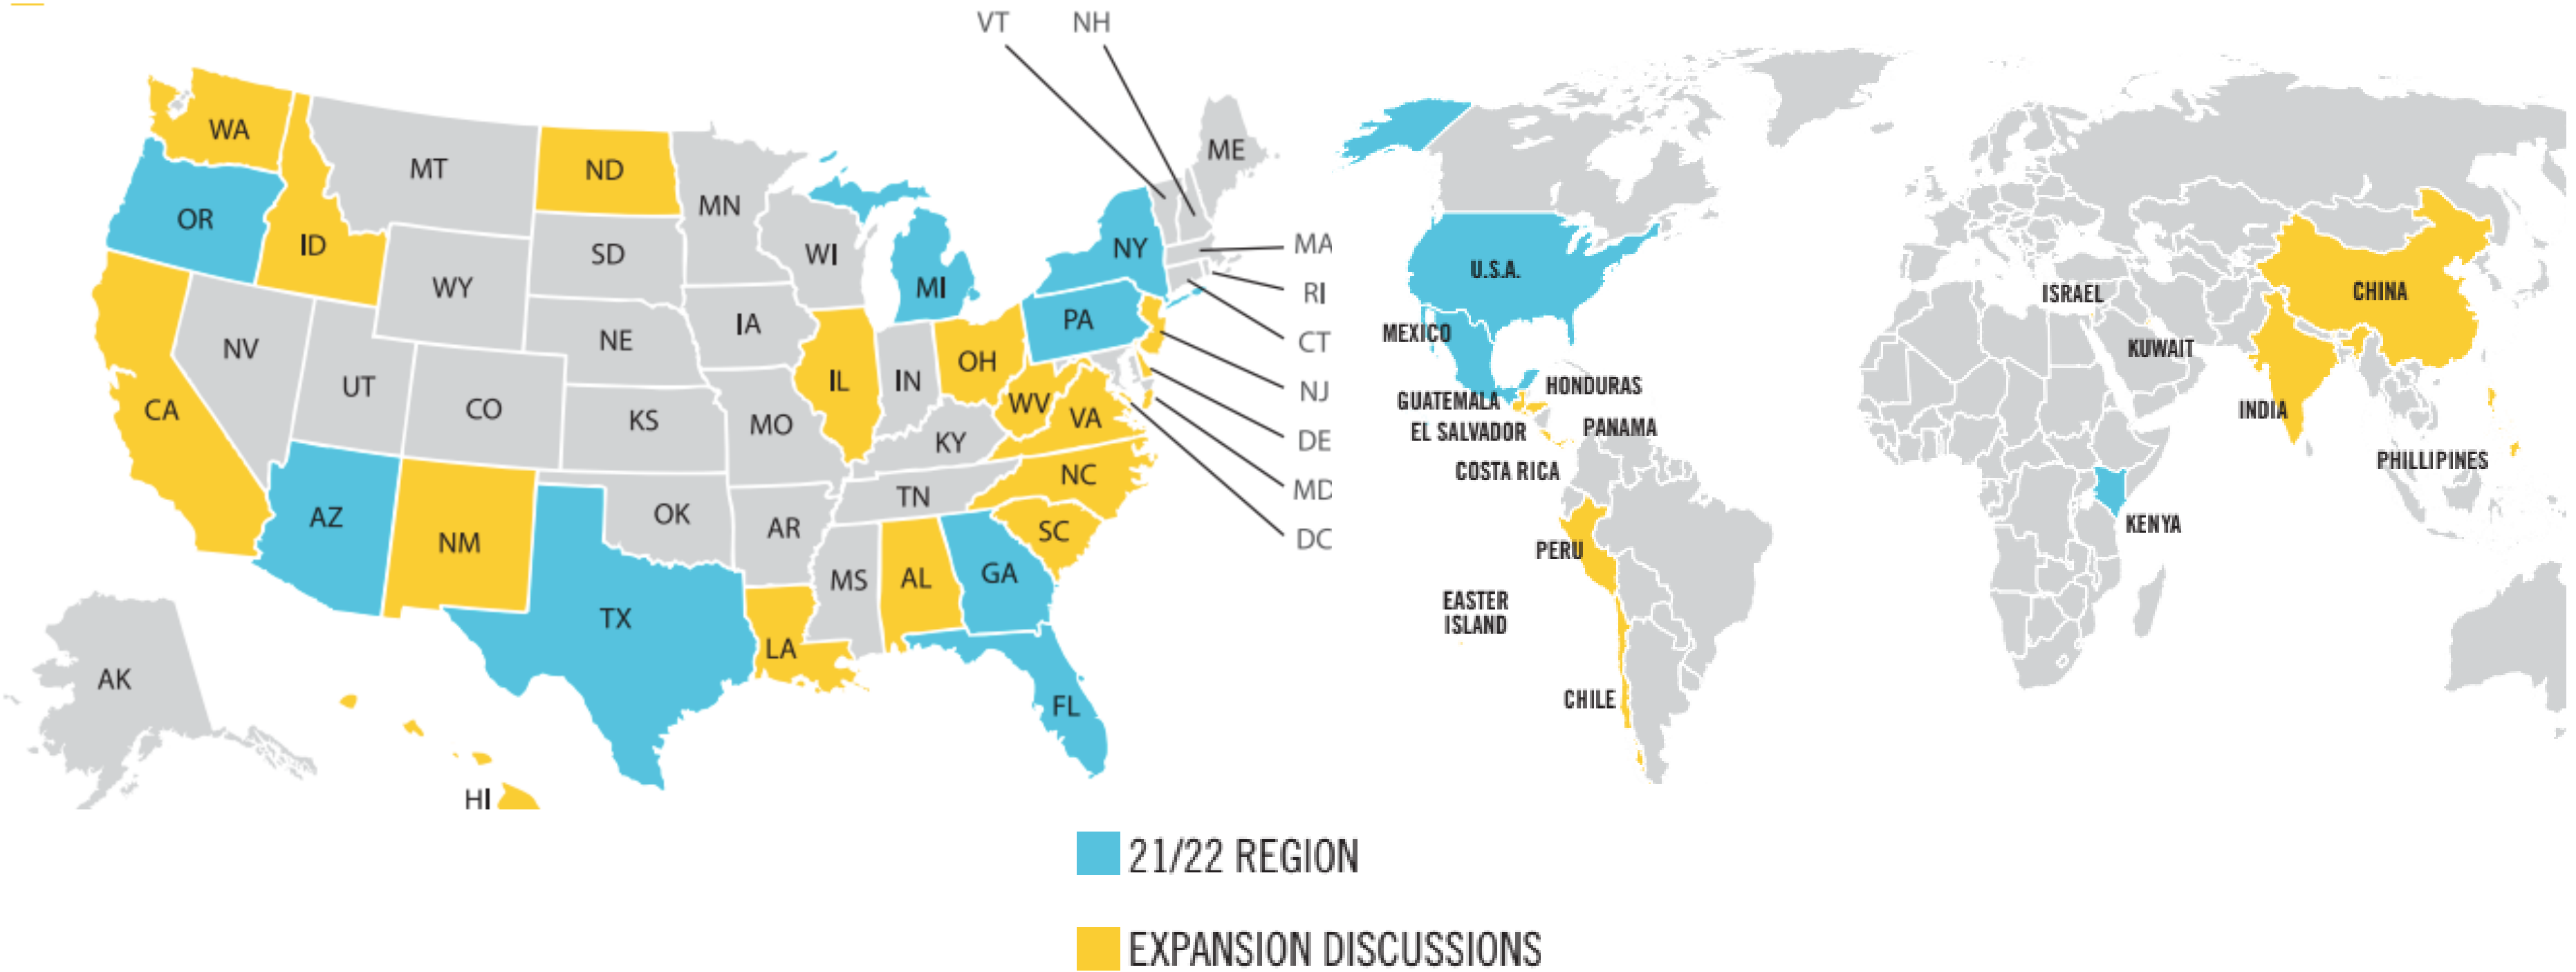 VT
NH
WA
MT
ND
MN
ME
OR
ID
SD
WI
NY
MA
WY
MI
RI
NE
IA
PA
CT
NV
UT
CO
IL
IN
OH
NJ
CA
KS
MO
WV
VA
DE
KY
NC
MD
AZ
NM
OK
TN
AR
SC
DC
MS
AL
GA
TX
LA
AK
FL
HI
U.S.A.
MEXICO
GUATEMALA
HONDURAS
EL SALVADOR
PANAMA
COSTA RICA
PERU
EASTER
ISLAND
CHILE
ISRAEL
KUWAIT
CHINA
INDIA
PHILLIPINES
KENYA
21/22 REGION
EXPANSION DISCUSSIONS